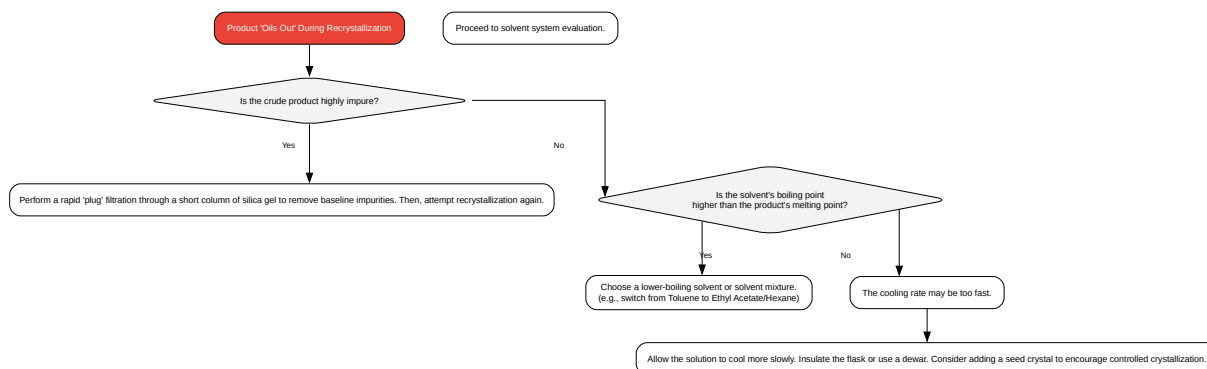 Product 'Oils Out' During Recrystallization
Proceed to solvent system evaluation.
Is the crude product highly impure?
Yes
No
Perform a rapid 'plug' filtration through a short column of silica gel to remove baseline impurities. Then, attempt recrystallization again.
Is the solvent's boiling point
higher than the product's melting point?
Yes
No
Choose a lower-boiling solvent or solvent mixture.
(e.g., switch from Toluene to Ethyl Acetate/Hexane)
The cooling rate may be too fast.
Allow the solution to cool more slowly. Insulate the flask or use a dewar. Consider adding a seed crystal to encourage controlled crystallization.